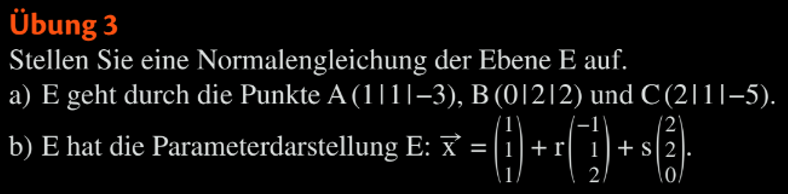 Übung 3
Stellen Sie eine Normalengleichung der Ebene E auf.
a) E geht durch die Punkte A (1|1|−3), B (0|2|2) und C (2|1|−5).
b) E hat die Parameterdarstellung E: x⃗ = (1 1 1) + r (−1 1 2) + s (2 2 0).